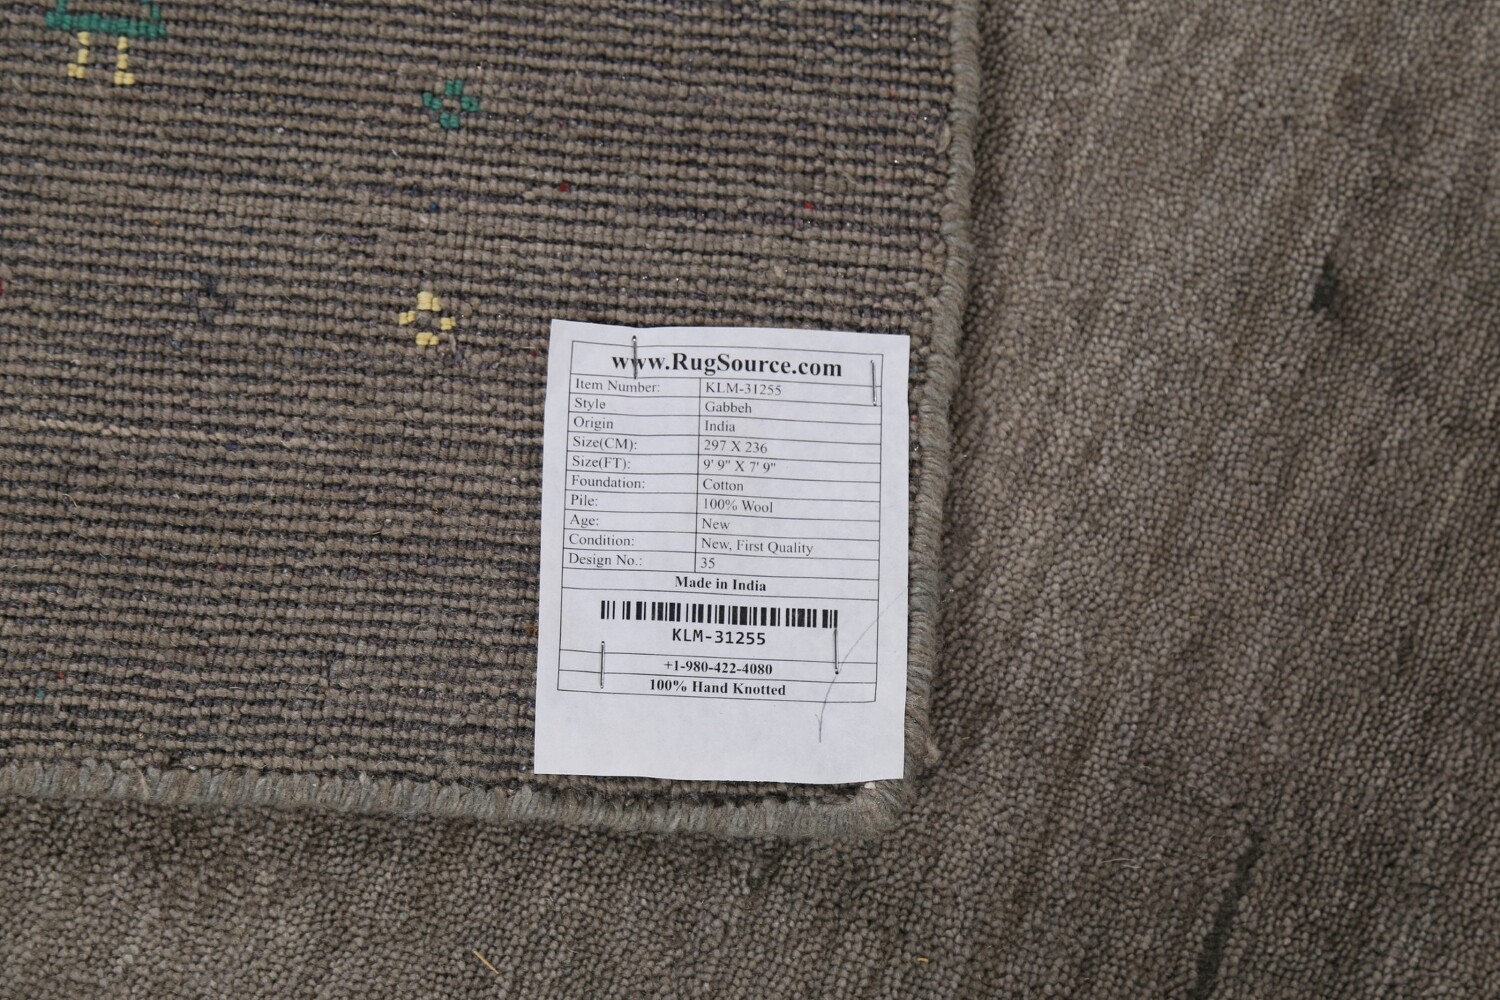 www.RugSource.com
Item Number: KLM-31255
Style Gabbeh
Origin India
Size(CM): 297 X 236
Size(FT): 9' 9" X 7' 9"
Foundation: Cotton
Pile: 100% Wool
Age: New
Condition: New, First Quality
Design No.: 35
Made in India
KLM-31255
+1-980-422-4080
100% Hand Knotted